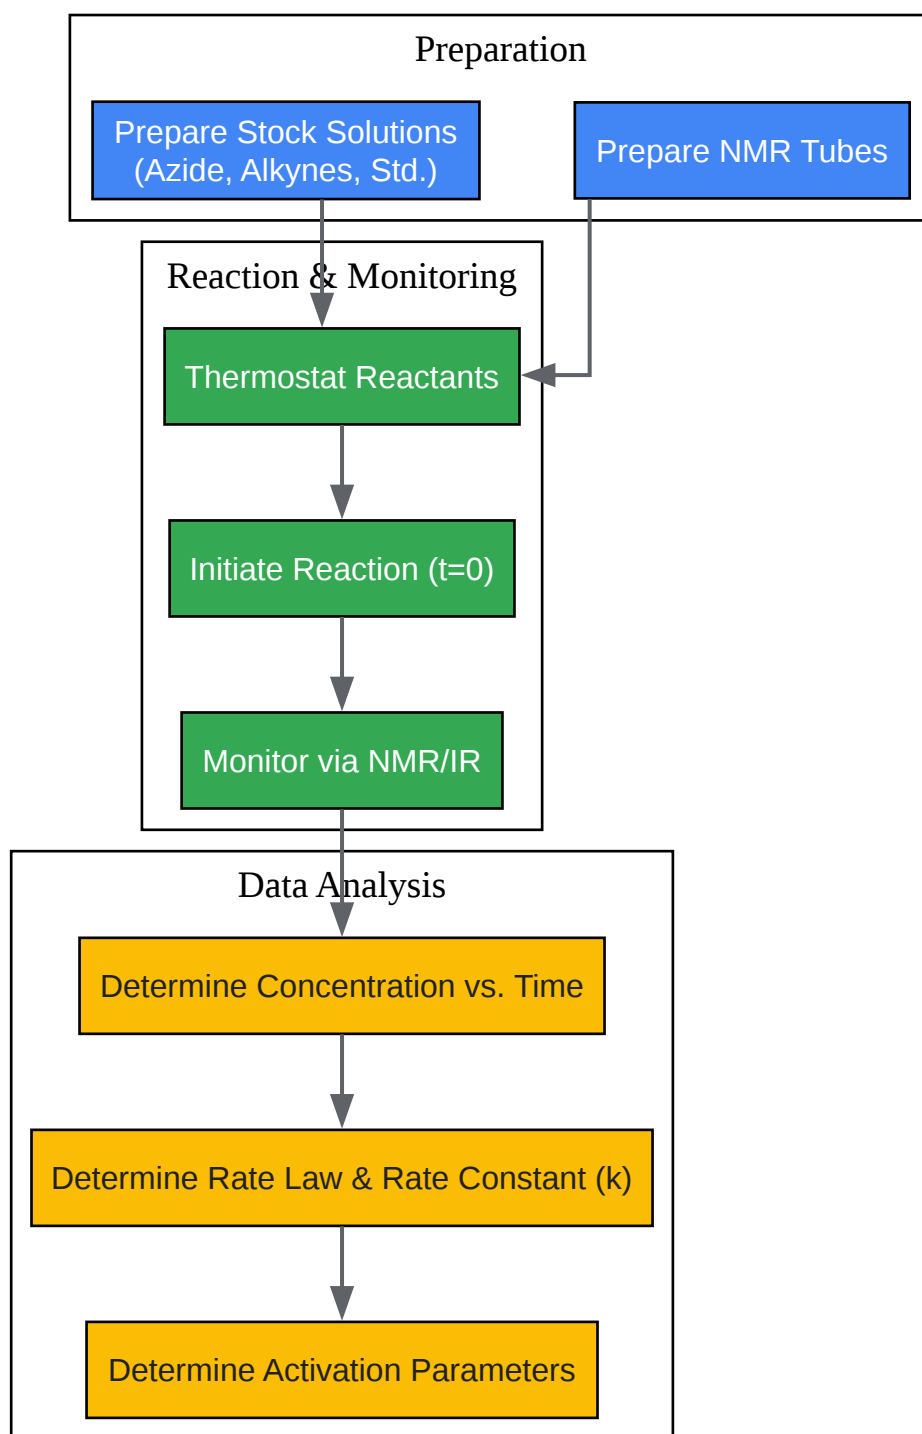 Preparation
Prepare Stock Solutions
(Azide, Alkynes, Std.)
Prepare NMR Tubes
Reaction & Monitoring
Thermostat Reactants
Initiate Reaction (t=0)
Monitor via NMR/IR
Data Analysis
Determine Concentration vs. Time
Determine Rate Law & Rate Constant (k)
Determine Activation Parameters